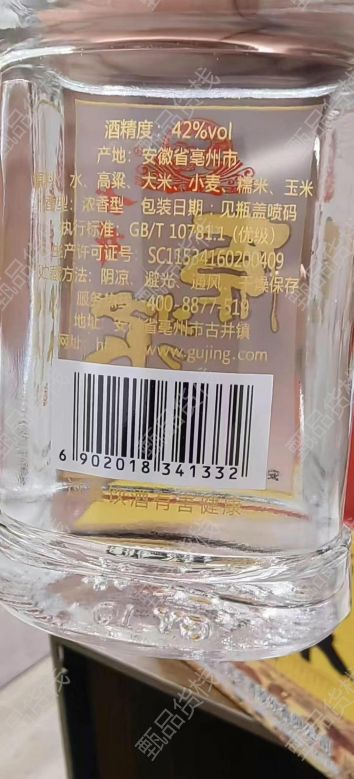 酒精度：42%vol
产地：安徽省亳州市
水、高粱、大米、小麦、糯米、玉米
型：浓香型 包装日期：见瓶盖喷码
执行标准：GB/T 10781.1（优级）
生产许可证号：SC11534160200409
方法：阴凉、避光、通风、干燥保存
服务热线：400-8877-519
地址：安徽省亳州市古井镇
网址：h www.gujing.com
6 902018 341332
饮酒有害健康
甄品货栈